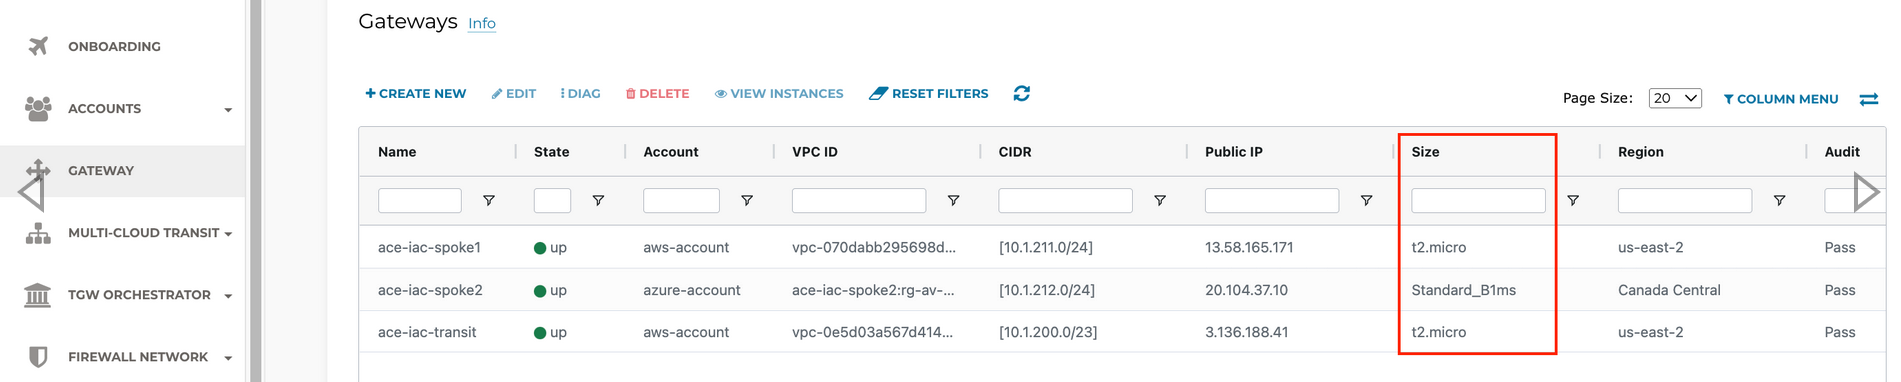 Gateways Info
ONBOARDING
ACCOUNTS
GATEWAY
MULTI-CLOUD TRANSIT
TGW ORCHESTRATOR
FIREWALL NETWORK
CREATE NEW EDIT DIAG DELETE VIEW INSTANCES RESET FILTERS
Page Size: 20 COLUMN MENU
Name State Account VPC ID CIDR Public IP Size Region Audit
ace-iac-spoke1 up aws-account vpc-070dabb295698d... [10.1.211.0/24] 13.58.165.171 t2.micro us-east-2 Pass
ace-iac-spoke2 up azure-account ace-iac-spoke2:rg-av-... [10.1.212.0/24] 20.104.37.10 Standard_B1ms Canada Central Pass
ace-iac-transit up aws-account vpc-0e5d03a567d414... [10.1.200.0/23] 3.136.188.41 t2.micro us-east-2 Pass